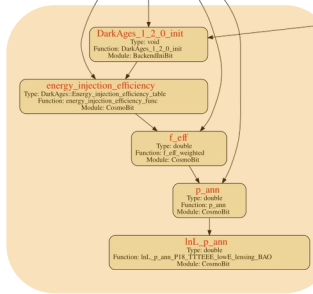 DarkAges_1_2_0_init
Type: void
Function: DarkAges_1_2_0_init
Module: BackendIniBit
energy_injection_efficiency
Type: DarkAges::Energy_injection_efficiency_table
Function: energy_injection_efficiency_func
Module: CosmoBit
f_eff
Type: double
Function: f_eff_weighted
Module: CosmoBit
p_ann
Type: double
Function: p_ann
Module: CosmoBit
lnL_p_ann
Type: double
Function: lnL_p_ann_P18_TTTEEE_lowE_lensing_BAO
Module: CosmoBit